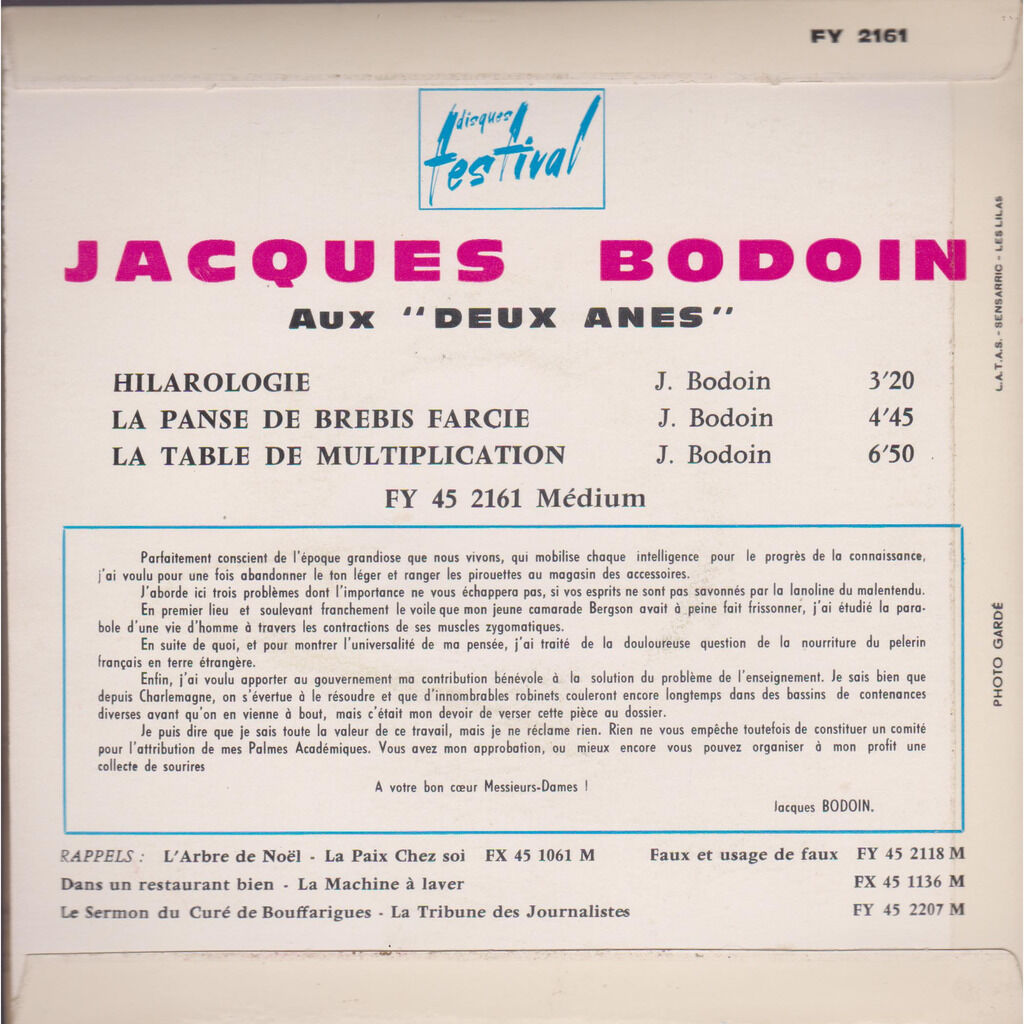 FY 2161
disques
festival
JACQUES BODOIN
AUX "DEUX ANES"
HILAROLOGIE J. Bodoin 3'20
LA PANSE DE BREBIS FARCIE J. Bodoin 4'45
LA TABLE DE MULTIPLICATION J. Bodoin 6'50
FY 45 2161 Médium
Parfaitement conscient de l'époque grandiose que nous vivons, qui mobilise chaque intelligence pour le progrès de la connaissance,
j'ai voulu pour une fois abandonner le ton léger et ranger les pirouettes au magasin des accessoires.
J'aborde ici trois problèmes dont l'importance ne vous échappera pas, si vos esprits ne sont pas savonnés par la lanoline du malentendu.
En premier lieu et soulevant franchement le voile que mon jeune camarade Bergson avait à peine fait frissonner, j'ai étudié la para-
bole d'une vie d'homme à travers les contractions de ses muscles zygomatiques.
En suite de quoi, et pour montrer l'universalité de ma pensée, j'ai traité de la douloureuse question de la nourriture du pelerin
français en terre étrangère.
Enfin, j'ai voulu apporter au gouvernement ma contribution bénévole à la solution du problème de l'enseignement. Je sais bien que
depuis Charlemagne, on s'évertue à le résoudre et que d'innombrables robinets couleront encore longtemps dans des bassins de contenances
diverses avant qu'on en vienne à bout, mais c'était mon devoir de verser cette pièce au dossier.
Je puis dire que je sais toute la valeur de ce travail, mais je ne réclame rien. Rien ne vous empêche toutefois de constituer un comité
pour l'attribution de mes Palmes Académiques. Vous avez mon approbation, ou mieux encore vous pouvez organiser à mon profit une
collecte de sourires
A votre bon cœur Messieurs-Dames !
Jacques BODOIN.
RAPPELS : L'Arbre de Noël - La Paix Chez soi FX 45 1061 M Faux et usage de faux FY 45 2118 M
Dans un restaurant bien - La Machine à laver FX 45 1136 M
Le Sermon du Curé de Bouffarigues - La Tribune des Journalistes FY 45 2207 M
L.A.T.A.S. - SENSARRIC - LES LILAS
PHOTO GARDÉ